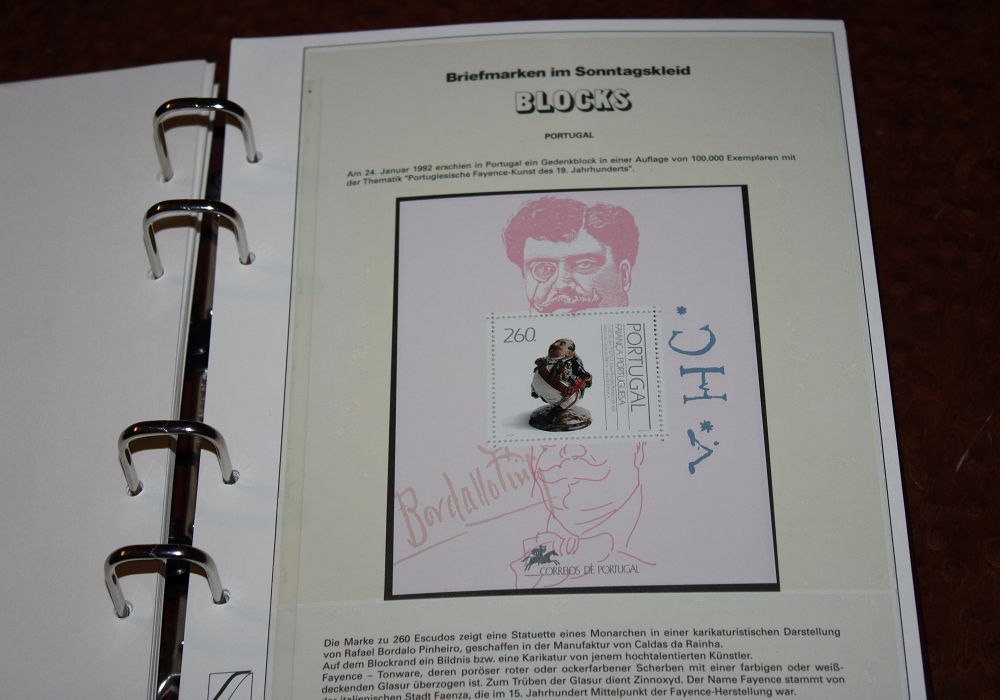 Briefmarken im Sonntagskleid
BLOCKS
PORTUGAL
Am 24. Januar 1992 erschien in Portugal ein Gedenkblock in einer Auflage von 100.000 Exemplaren mit
der Thematik "Portugiesische Fayence-Kunst des 19. Jahrhunderts".
260.
PORTUGAL
FAIANÇA PORTUGUESA
CORREIOS DE PORTUGAL
Die Marke zu 260 Escudos zeigt eine Statuette eines Monarchen in einer karikaturistischen Darstellung
von Rafael Bordalo Pinheiro, geschaffen in der Manufaktur von Caldas da Rainha.
Auf dem Blockrand ein Bildnis bzw. eine Karikatur von jenem hochtalentierten Künstler.
Fayence – Tonware, deren poröser roter oder ockerfarbener Scherben mit einer farbigen oder weiß-
deckenden Glasur überzogen ist. Zum Trüben der Glasur dient Zinnoxyd. Der Name Fayence stammt von
der italienischen Stadt Faenza, die im 15. Jahrhundert Mittelpunkt der Fayence-Herstellung war.